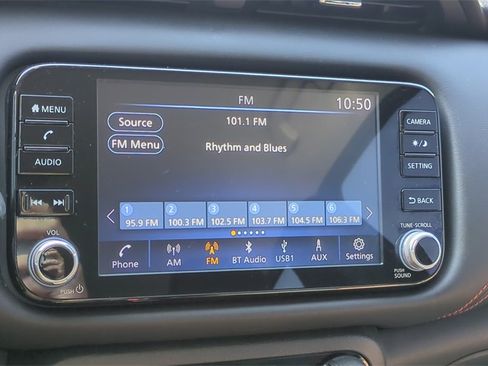 FM
10:50
MENU
Source
101.1 FM
CAMERA
FM Menu
Rhythm and Blues
AUDIO
SETTING
BACK
1 2 3 4 5 6
95.9 FM 100.3 FM 102.5 FM 103.7 FM 104.5 FM 106.3 FM
VOL
TUNE-SCROLL
Phone AM FM BT Audio USB1 AUX Settings
PUSH
PUSH SOUND